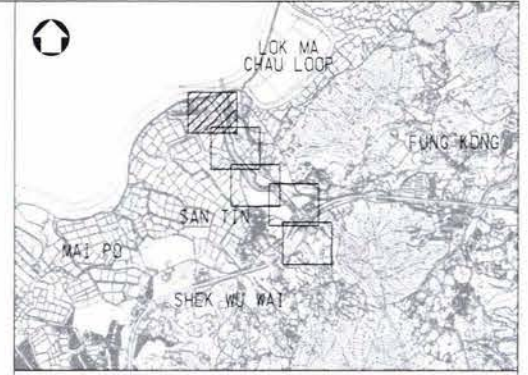 LOK MA
CHAU LOOP
FUNG KONG
SAN TIN
MAI PO
SHEK WU WAI